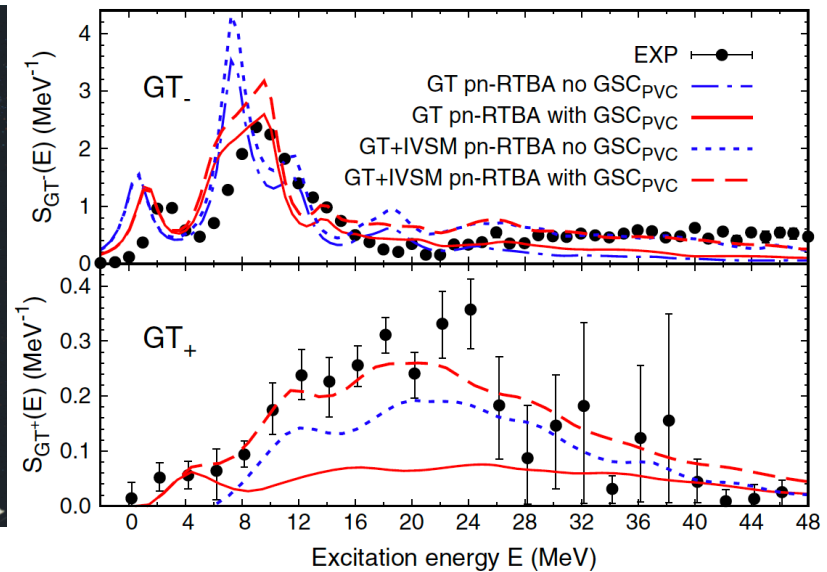 S_GT-(E) (MeV⁻¹)
4
3
2
1
0
GT_
EXP
GT pn-RTBA no GSC_PVC
GT pn-RTBA with GSC_PVC
GT+IVSM pn-RTBA no GSC_PVC
GT+IVSM pn-RTBA with GSC_PVC
S_GT+(E) (MeV⁻¹)
0.4
0.3
0.2
0.1
0.0
GT₊
0 4 8 12 16 20 24 28 32 36 40 44 48
Excitation energy E (MeV)